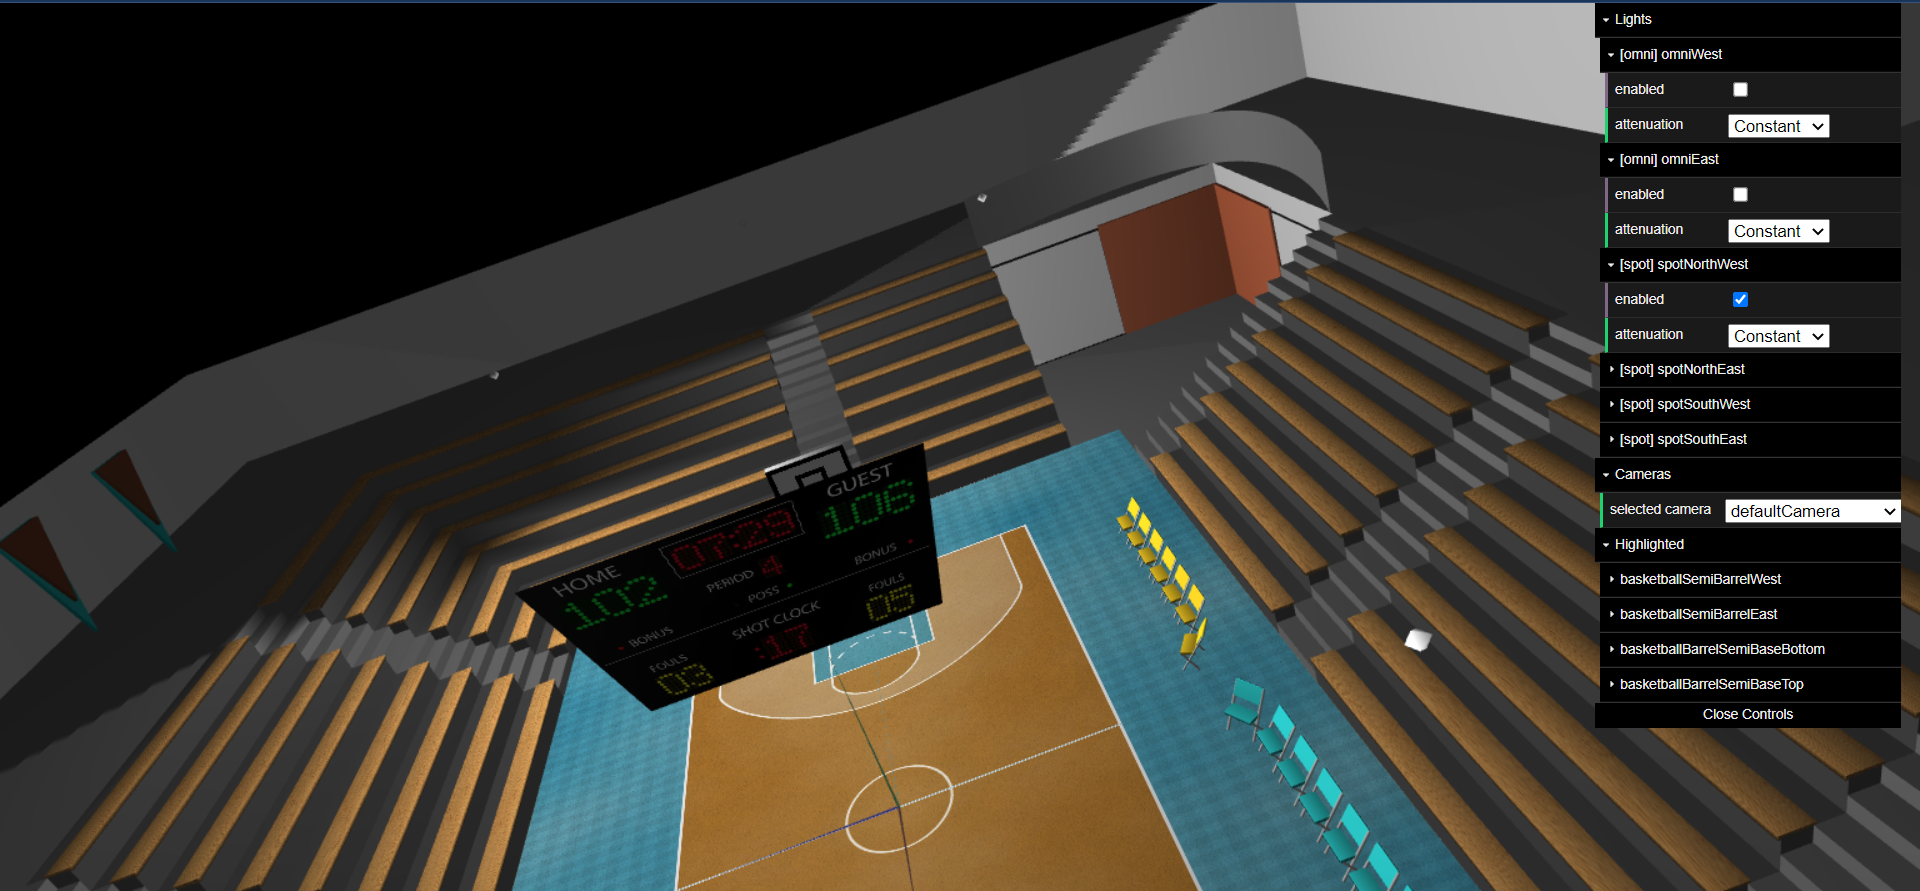 Lights
[omni] omniWest
enabled
attenuation Constant
[omni] omniEast
enabled
attenuation Constant
[spot] spotNorthWest
enabled
attenuation Constant
[spot] spotNorthEast
[spot] spotSouthWest
[spot] spotSouthEast
Cameras
selected camera defaultCamera
Highlighted
basketballSemiBarrelWest
basketballSemiBarrelEast
basketballBarrelSemiBaseBottom
basketballBarrelSemiBaseTop
Close Controls
HOME 07:29 GUEST
102 PERIOD 4 106
BONUS POSS BONUS
FOULS SHOT CLOCK FOULS
03 17 05